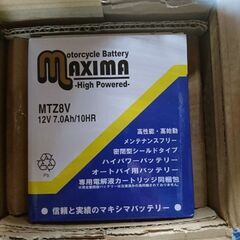 Motorcycle Battery
MAXIMA
-High Powered-
MTZ8V
12V 7.0Ah/10HR
高性能・高始動
メンテナンスフリー
密閉型シールドタイプ
ハイパワーバッテリー
オートバイ用バッテリー
専用電解液カートリッジ同梱
Pb
－信頼と実績のマキシマバッテリー－